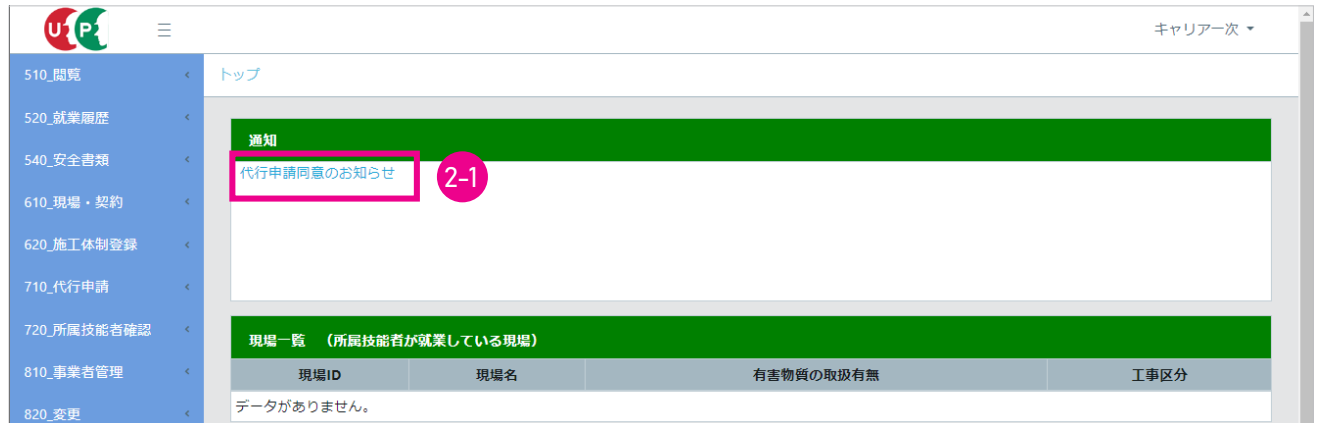 U P
キャリアー次
510_閲覧
トップ
520_就業履歴
通知
540_安全書類
代行申請同意のお知らせ
2-1
610_現場・契約
620_施工体制登録
710_代行申請
720_所属技能者確認
現場一覧 （所属技能者が就業している現場）
810_事業者管理
現場ID 現場名 有害物質の取扱有無 工事区分
820_変更
データがありません。